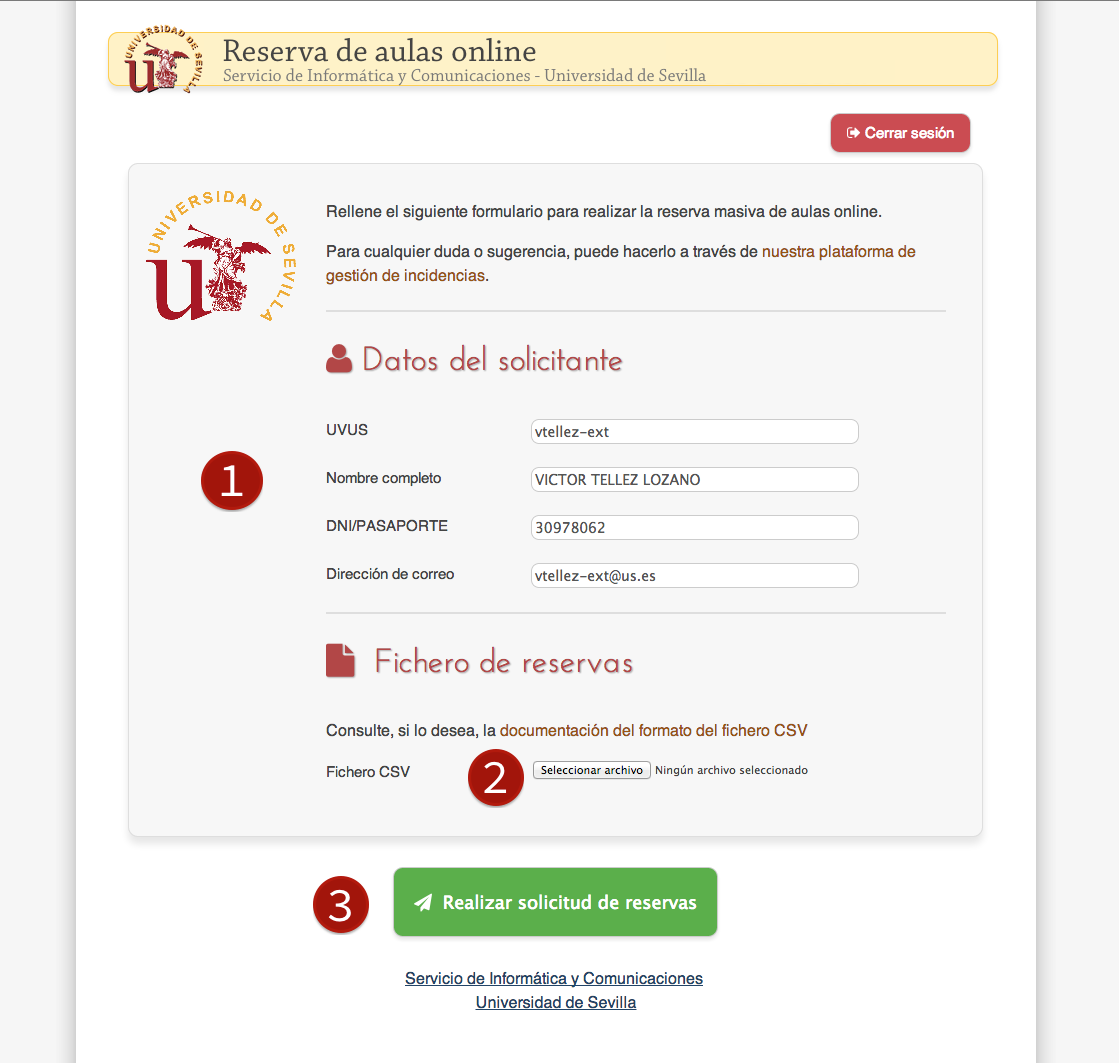 UNIVERSIDAD DE SEVILLA
Reserva de aulas online
Servicio de Informática y Comunicaciones - Universidad de Sevilla
Cerrar sesión
UNIVERSIDAD DE SEVILLA
Rellene el siguiente formulario para realizar la reserva masiva de aulas online.
Para cualquier duda o sugerencia, puede hacerlo a través de nuestra plataforma de
gestión de incidencias.
Datos del solicitante
UVUS vtellez-ext
1
Nombre completo VICTOR TELLEZ LOZANO
DNI/PASAPORTE 30978062
Dirección de correo vtellez-ext@us.es
Fichero de reservas
Consulte, si lo desea, la documentación del formato del fichero CSV
Fichero CSV 2 Seleccionar archivo Ningún archivo seleccionado
3 Realizar solicitud de reservas
Servicio de Informática y Comunicaciones
Universidad de Sevilla